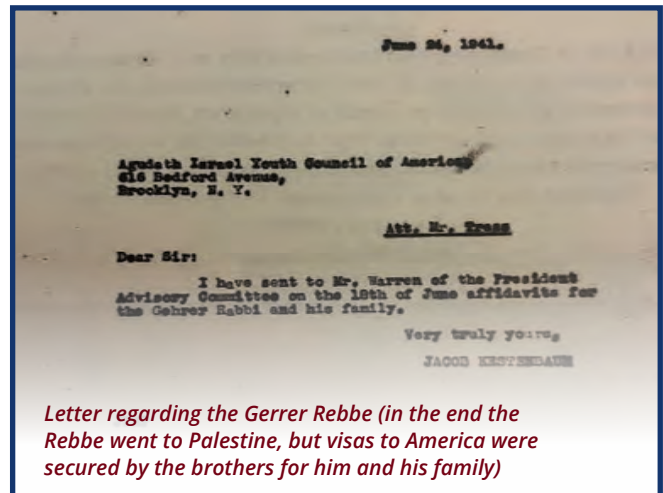 June 24, 1941.
Agudath Israel Youth Council of America
616 Bedford Avenue,
Brooklyn, N. Y.
Att. Mr. Trass
Dear Sir:
I have sent to Mr. Warren of the President
Advisory Committee on the 18th of June affidavits for
the Gehrer Rabbi and his family.
Very truly yours,
JACOB KESTENBAUM
Letter regarding the Gerrer Rebbe (in the end the
Rebbe went to Palestine, but visas to America were
secured by the brothers for him and his family)